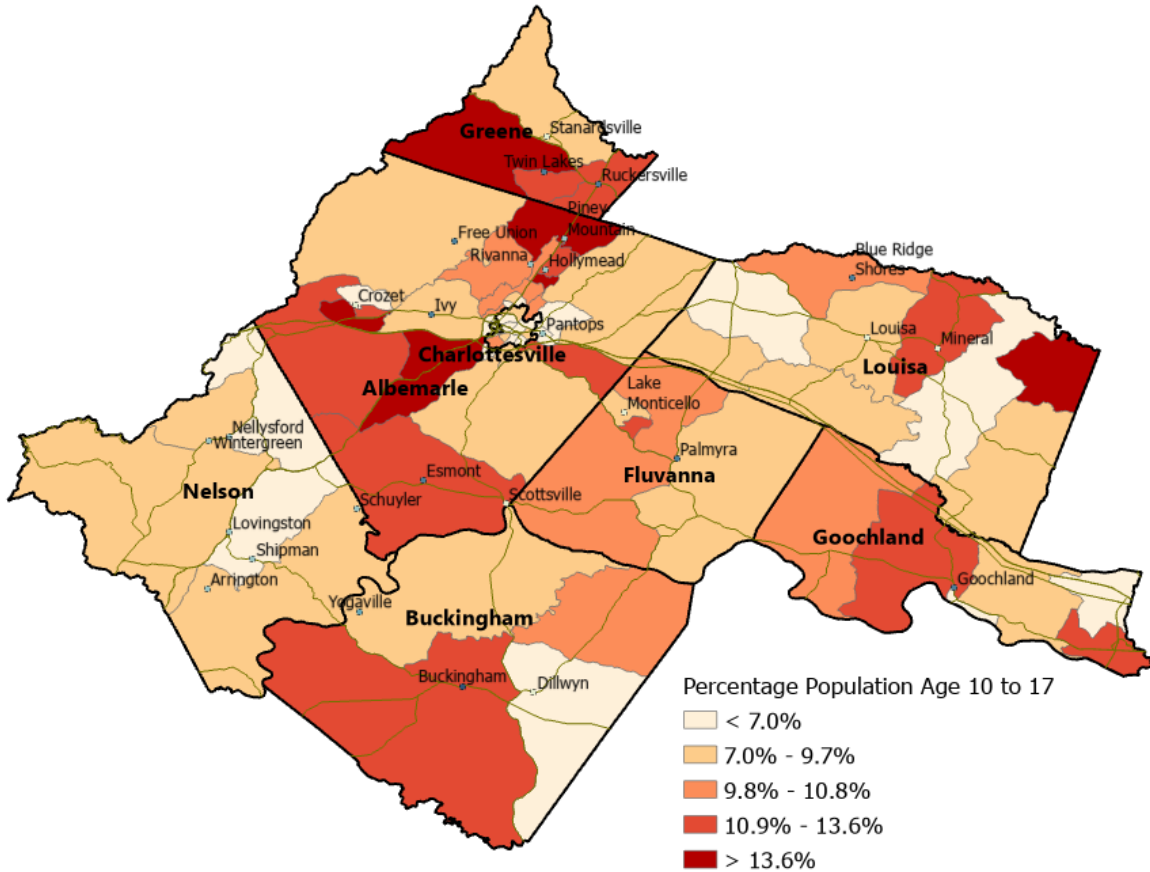 Greene
Stanardsville
Twin Lakes
Ruckersville
Piney
Mountain
Free Union
Rivanna
Hollymead
Blue Ridge
Shores
Crozet
Ivy
Pantops
Louisa
Mineral
Charlottesville
Louisa
Albemarle
Lake
Monticello
Nellysford
Wintergreen
Palmyra
Esmont
Fluvanna
Nelson
Schuyler
Scottsville
Lovingston
Goochland
Shipman
Arrington
Goochland
Yogaville
Buckingham
Buckingham
Dillwyn
Percentage Population Age 10 to 17
< 7.0%
7.0% - 9.7%
9.8% - 10.8%
10.9% - 13.6%
> 13.6%